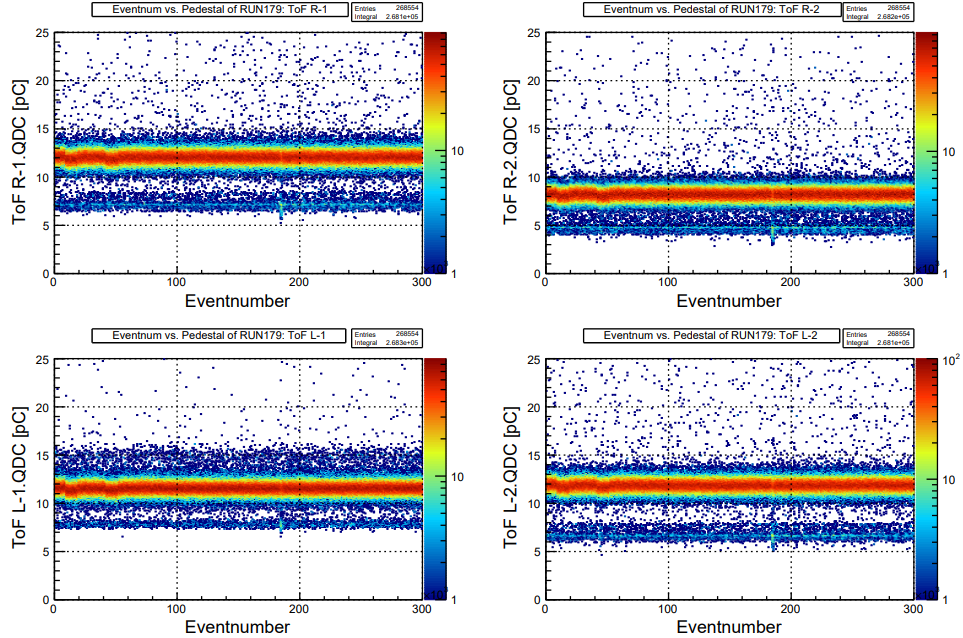 Eventnum vs. Pedestal of RUN179: ToF R-1
Entries 268554
Integral 2.681e+05
ToF R-1.QDC [pC]
25
20
15
10
5
0
0 100 200 300
Eventnumber
10
1
Eventnum vs. Pedestal of RUN179: ToF R-2
Entries 268554
Integral 2.682e+05
ToF R-2.QDC [pC]
25
20
15
10
5
0
0 100 200 300
Eventnumber
10
1
Eventnum vs. Pedestal of RUN179: ToF L-1
Entries 268554
Integral 2.683e+05
ToF L-1.QDC [pC]
25
20
15
10
5
0
0 100 200 300
Eventnumber
10
1
Eventnum vs. Pedestal of RUN179: ToF L-2
Entries 268554
Integral 2.681e+05
ToF L-2.QDC [pC]
25
20
15
10
5
0
0 100 200 300
Eventnumber
10²
10
1